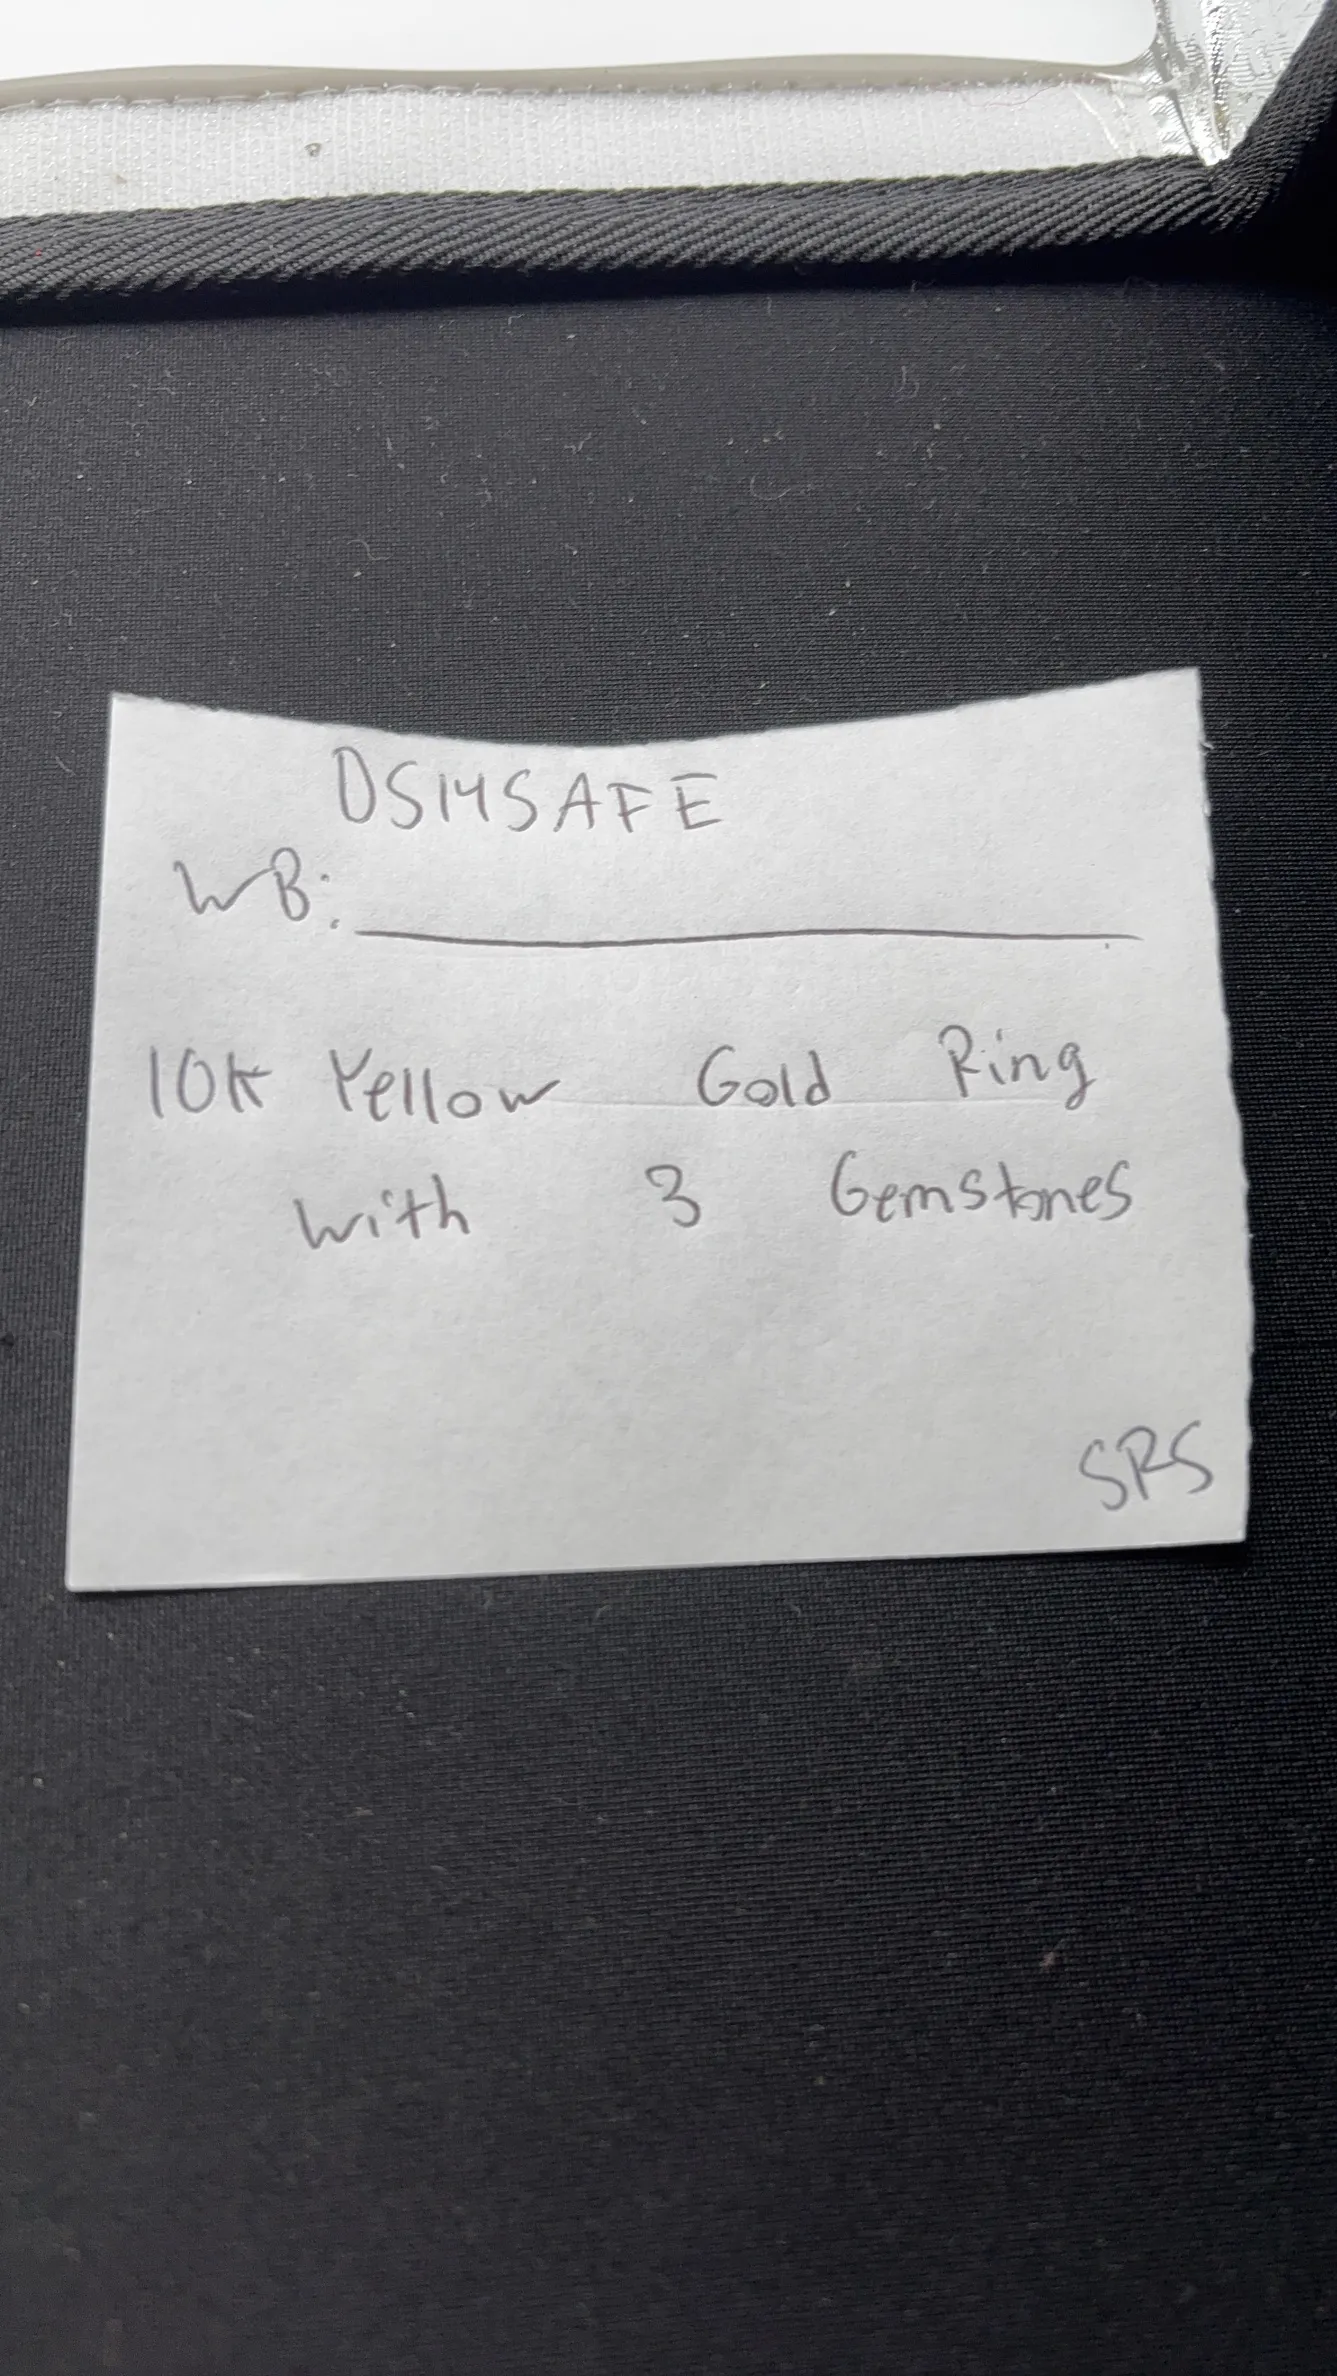 DS14SAFE
WB:
10K Yellow Gold Ring
with 3 Gemstones
SRS